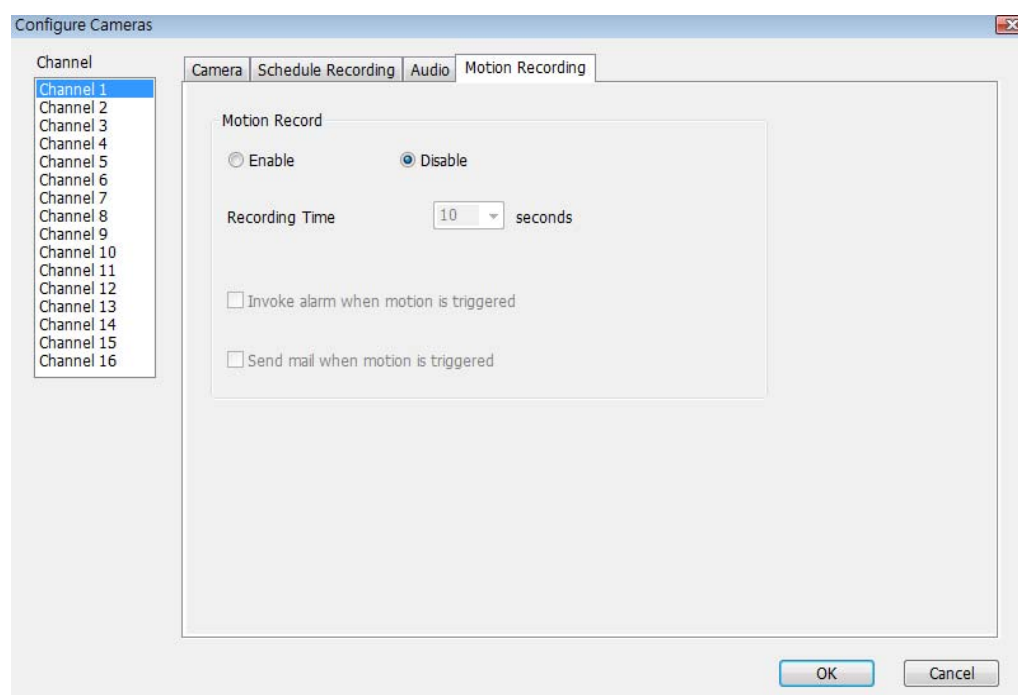 Configure Cameras
Channel
Channel 1
Channel 2
Channel 3
Channel 4
Channel 5
Channel 6
Channel 7
Channel 8
Channel 9
Channel 10
Channel 11
Channel 12
Channel 13
Channel 14
Channel 15
Channel 16
Camera Schedule Recording Audio Motion Recording
Motion Record
Enable Disable
Recording Time 10 seconds
Invoke alarm when motion is triggered
Send mail when motion is triggered
OK Cancel